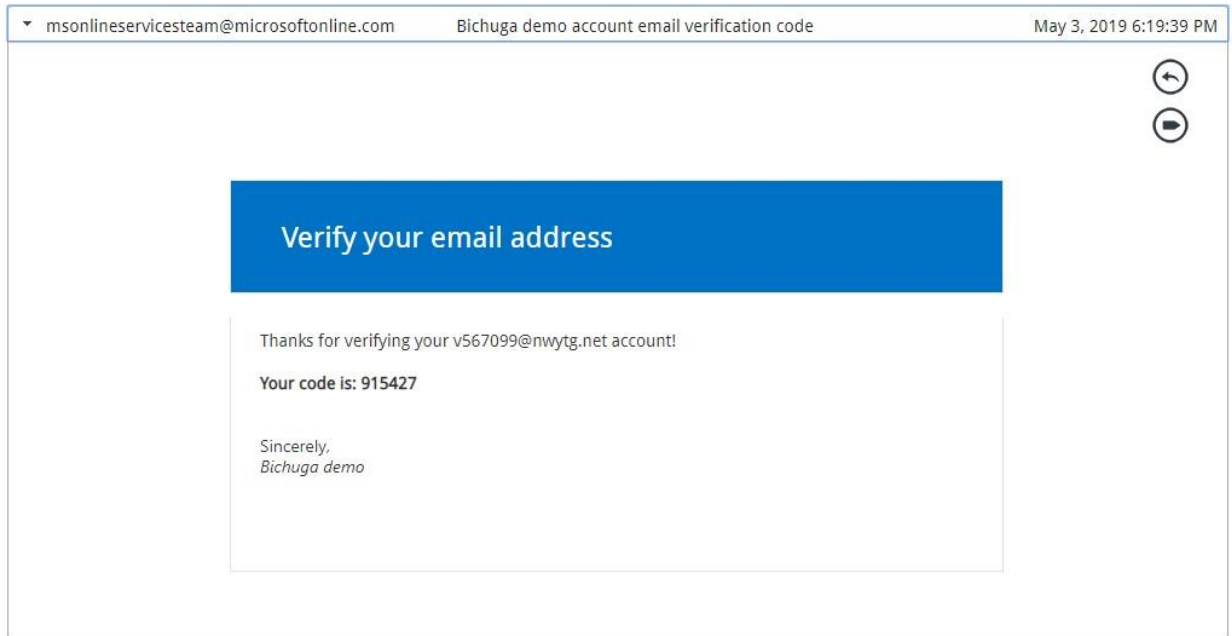 msonlineservicesteam@microsoftonline.com Bichuga demo account email verification code May 3, 2019 6:19:39 PM
Verify your email address
Thanks for verifying your v567099@nwytg.net account!
Your code is: 915427
Sincerely,
Bichuga demo